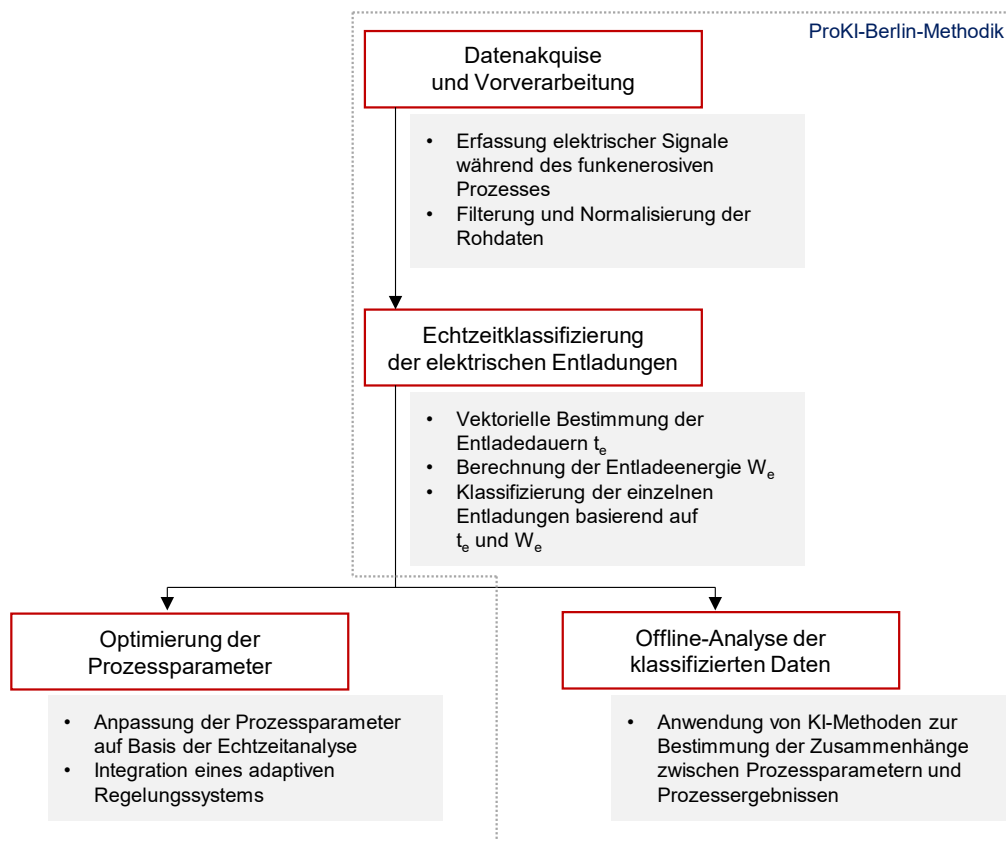 ProKI-Berlin-Methodik
Datenakquise
und Vorverarbeitung
• Erfassung elektrischer Signale
während des funkenerosiven
Prozesses
• Filterung und Normalisierung der
Rohdaten
Echtzeitklassifizierung
der elektrischen Entladungen
• Vektorielle Bestimmung der
Entladedauern te
• Berechnung der Entladeenergie We
• Klassifizierung der einzelnen
Entladungen basierend auf
te und We
Optimierung der
Prozessparameter
• Anpassung der Prozessparameter
auf Basis der Echtzeitanalyse
• Integration eines adaptiven
Regelungssystems
Offline-Analyse der
klassifizierten Daten
• Anwendung von KI-Methoden zur
Bestimmung der Zusammenhänge
zwischen Prozessparametern und
Prozessergebnissen